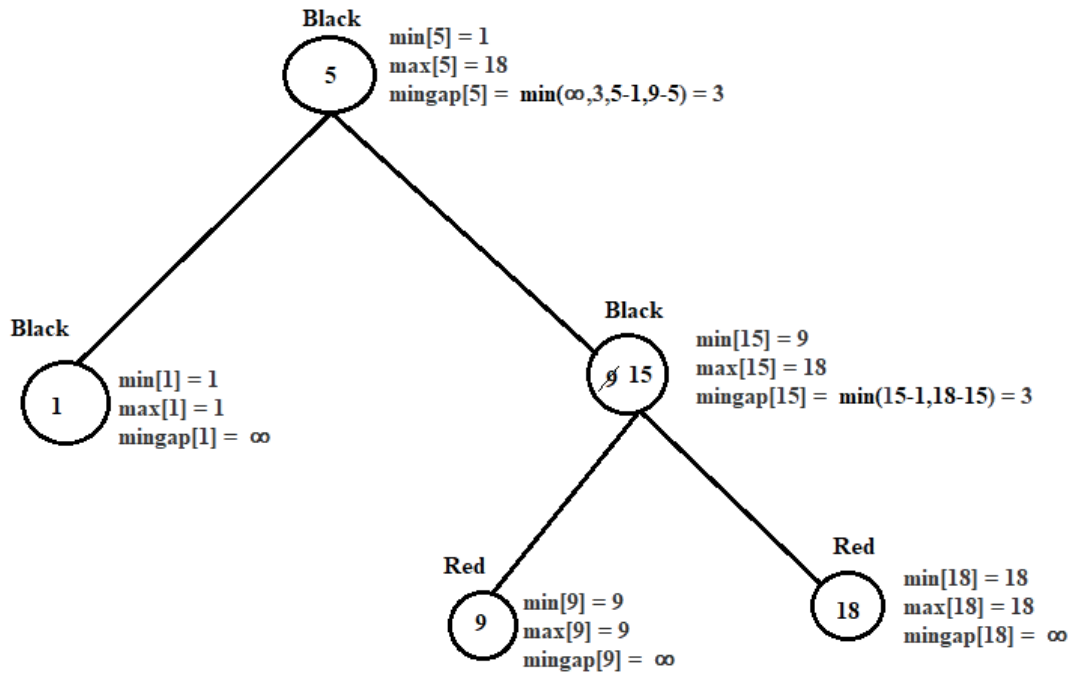 Black
5
min[5] = 1
max[5] = 18
mingap[5] = min(∞,3,5-1,9-5) = 3
Black
1
min[1] = 1
max[1] = 1
mingap[1] = ∞
Black
9 15
min[15] = 9
max[15] = 18
mingap[15] = min(15-1,18-15) = 3
Red
9
min[9] = 9
max[9] = 9
mingap[9] = ∞
Red
18
min[18] = 18
max[18] = 18
mingap[18] = ∞